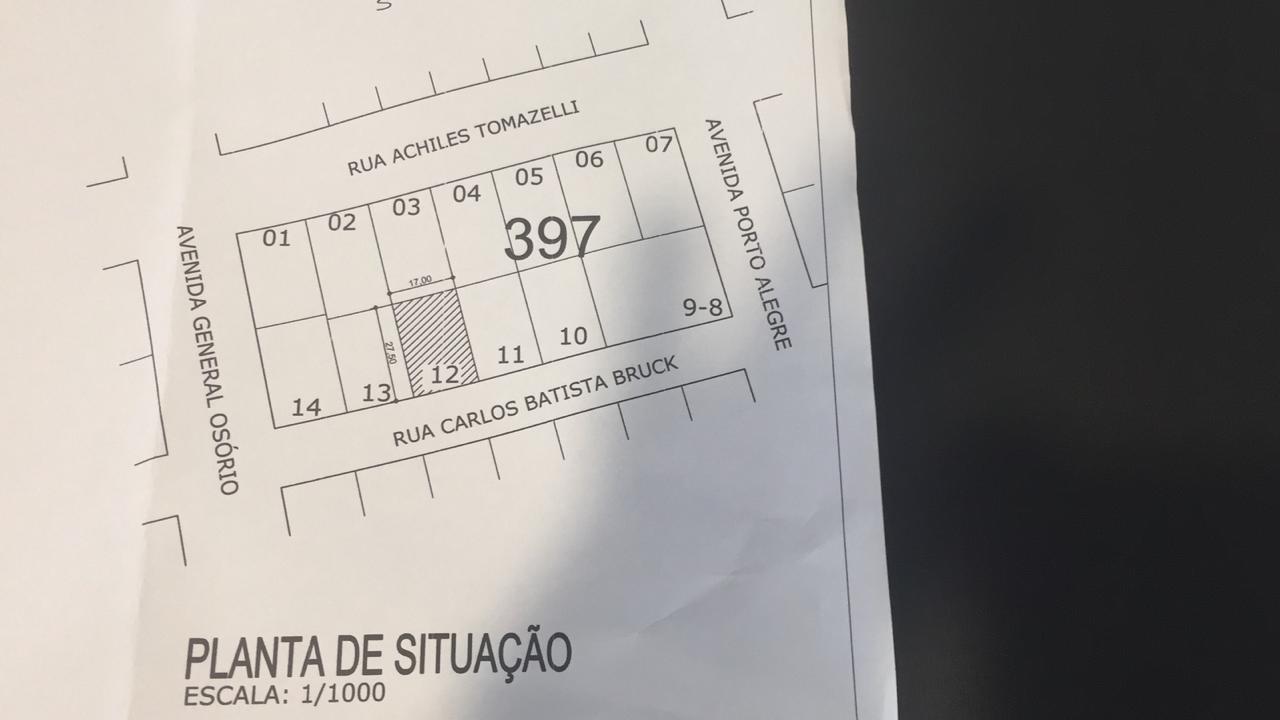 RUA ACHILES TOMAZELLI
01
02
03
04
05
06
07
397
AVENIDA GENERAL OSÓRIO
AVENIDA PORTO ALEGRE
17,00
27,50
14
13
12
11
10
9-8
RUA CARLOS BATISTA BRUCK
PLANTA DE SITUAÇÃO
ESCALA: 1/1000